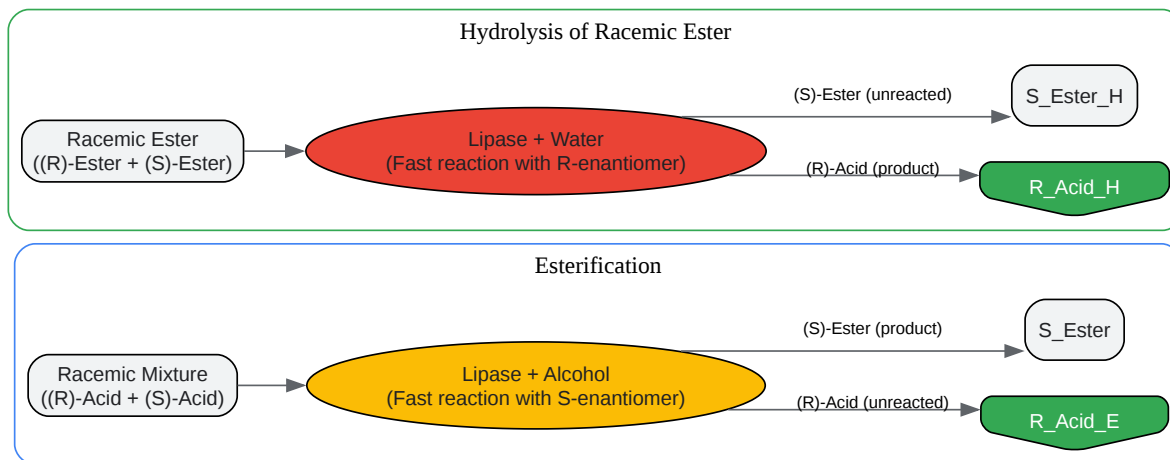 Hydrolysis of Racemic Ester
Racemic Ester
((R)-Ester + (S)-Ester)
Lipase + Water
(Fast reaction with R-enantiomer)
(S)-Ester (unreacted)
S_Ester_H
(R)-Acid (product)
R_Acid_H
Esterification
Racemic Mixture
((R)-Acid + (S)-Acid)
Lipase + Alcohol
(Fast reaction with S-enantiomer)
(S)-Ester (product)
S_Ester
(R)-Acid (unreacted)
R_Acid_E